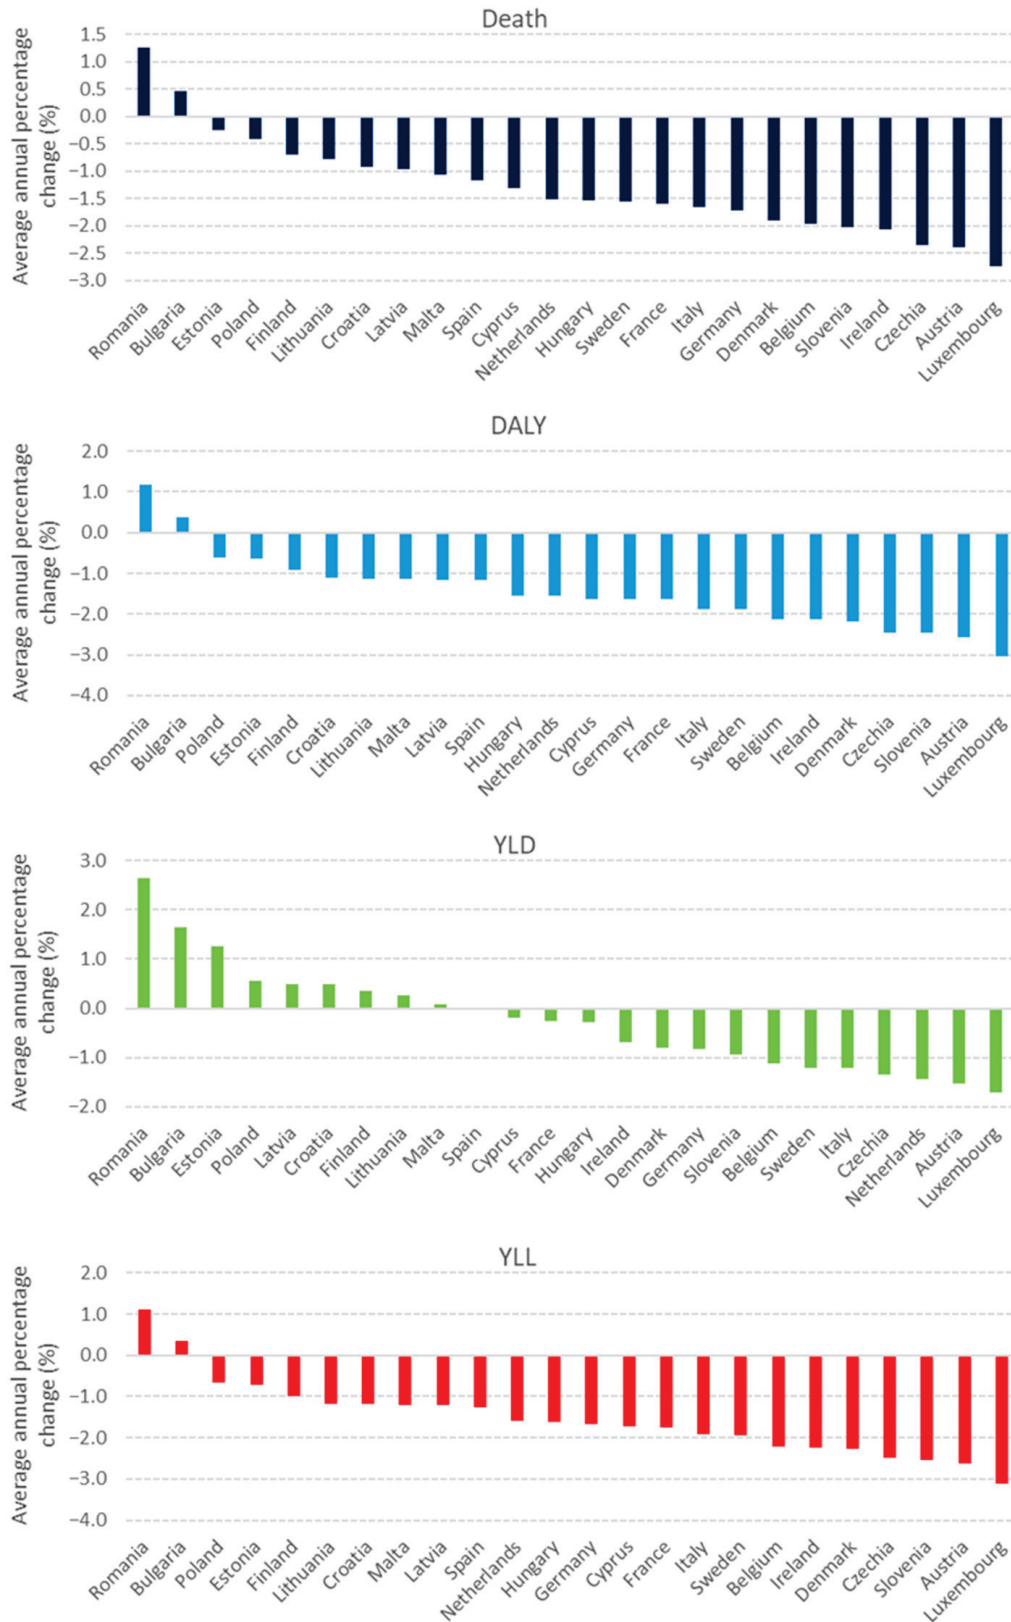 Death
Average annual percentage
change (%)
1.5
1.0
0.5
0.0
−0.5
−1.0
−1.5
−2.0
−2.5
−3.0
Romania
Bulgaria
Estonia
Poland
Finland
Lithuania
Croatia
Latvia
Malta
Spain
Cyprus
Netherlands
Hungary
Sweden
France
Italy
Germany
Denmark
Belgium
Slovenia
Ireland
Czechia
Austria
Luxembourg
DALY
Average annual percentage
change (%)
2.0
1.0
0.0
−1.0
−2.0
−3.0
−4.0
Romania
Bulgaria
Poland
Estonia
Finland
Croatia
Lithuania
Malta
Latvia
Spain
Hungary
Netherlands
Cyprus
Germany
France
Italy
Sweden
Belgium
Ireland
Denmark
Czechia
Slovenia
Austria
Luxembourg
YLD
Average annual percentage
change (%)
3.0
2.0
1.0
0.0
−1.0
−2.0
Romania
Bulgaria
Estonia
Poland
Latvia
Croatia
Finland
Lithuania
Malta
Spain
Cyprus
France
Hungary
Ireland
Denmark
Germany
Slovenia
Belgium
Sweden
Italy
Czechia
Netherlands
Austria
Luxembourg
YLL
Average annual percentage
change (%)
2.0
1.0
0.0
−1.0
−2.0
−3.0
−4.0
Romania
Bulgaria
Poland
Estonia
Finland
Lithuania
Croatia
Malta
Latvia
Spain
Netherlands
Hungary
Germany
Cyprus
France
Italy
Sweden
Belgium
Ireland
Denmark
Czechia
Slovenia
Austria
Luxembourg